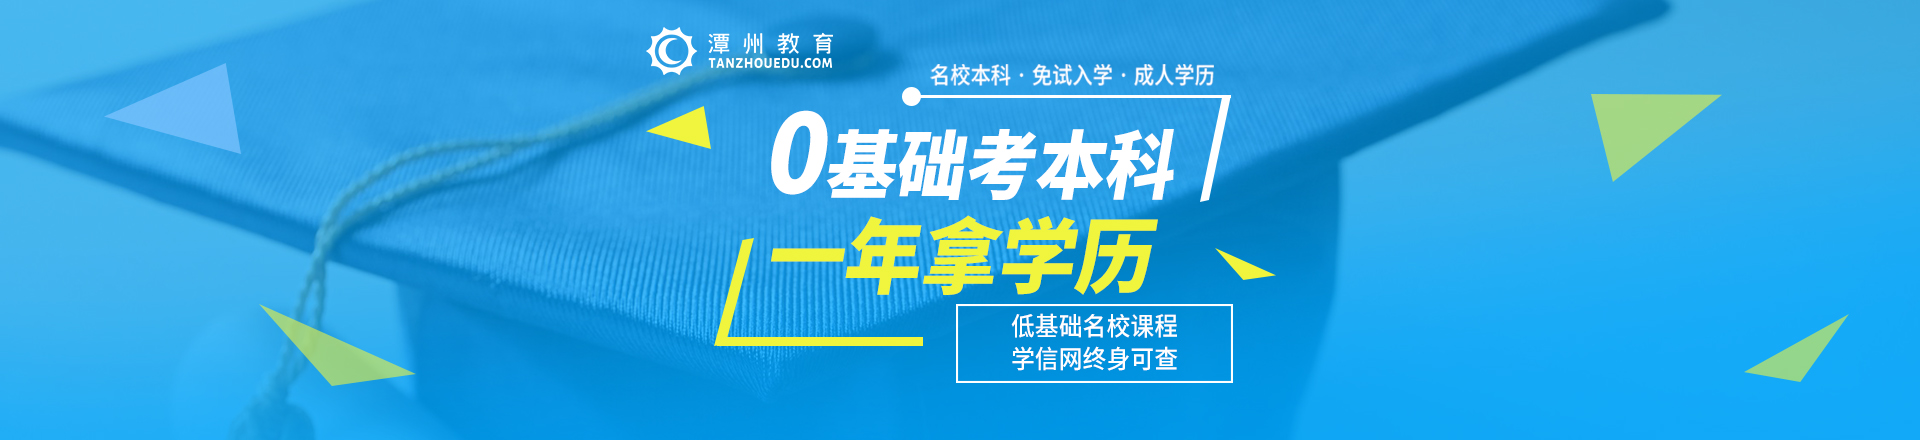 潭州教育
TANZHOUEDU.COM
名校本科 · 免试入学 · 成人学历
0基础考本科
一年拿学历
低基础名校课程
学信网终身可查